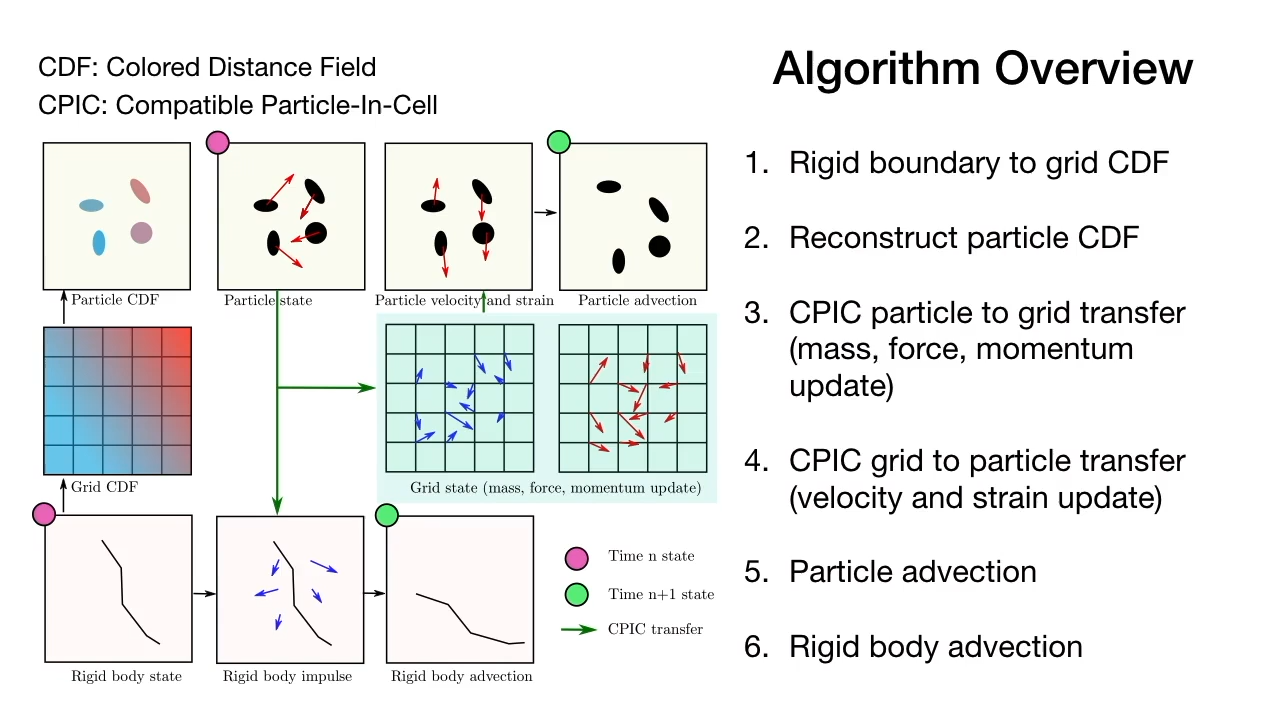 CDF: Colored Distance Field
CPIC: Compatible Particle-In-Cell
Particle CDF
Particle state
Particle velocity and strain
Particle advection
Grid CDF
Grid state (mass, force, momentum update)
Rigid body state
Rigid body impulse
Rigid body advection
Time n state
Time n+1 state
CPIC transfer
Algorithm Overview
1. Rigid boundary to grid CDF
2. Reconstruct particle CDF
3. CPIC particle to grid transfer
(mass, force, momentum
update)
4. CPIC grid to particle transfer
(velocity and strain update)
5. Particle advection
6. Rigid body advection